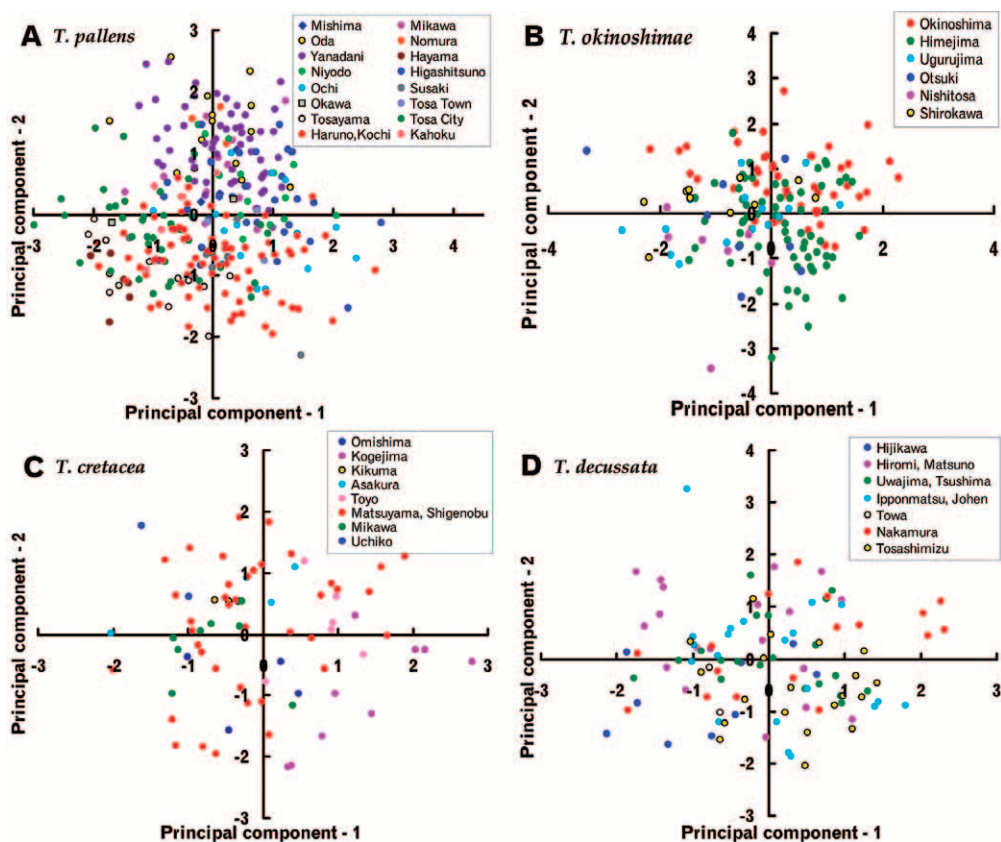 A T. pallens
Mishima Mikawa
Oda Nomura
Yanadani Hayama
Niyodo Higashitsuno
Ochi Susaki
Okawa Tosa Town
Tosayama Tosa City
Haruno,Kochi Kahoku
3
2
1
0
-1
-2
-3
-3 -2 -1 0 1 2 3 4
Principal component - 2
Principal component - 1
B T. okinoshimae
Okinoshima
Himejima
Ugurujima
Otsuki
Nishitosa
Shirokawa
4
3
2
1
0
-1
-2
-3
-4
-4 -2 0 2 4
Principal component - 2
Principal component - 1
C T. cretacea
Omishima
Kogejima
Kikuma
Asakura
Toyo
Matsuyama, Shigenobu
Mikawa
Uchiko
3
2
1
0
-1
-2
-3
-3 -2 -1 0 1 2 3
Principal component - 2
Principal component - 1
D T. decussata
Hijikawa
Hiromi, Matsuno
Uwajima, Tsushima
Ipponmatsu, Johen
Towa
Nakamura
Tosashimizu
4
3
2
1
0
-1
-2
-3
-4
-3 -2 -1 0 1 2 3
Principal component - 2
Principal component - 1